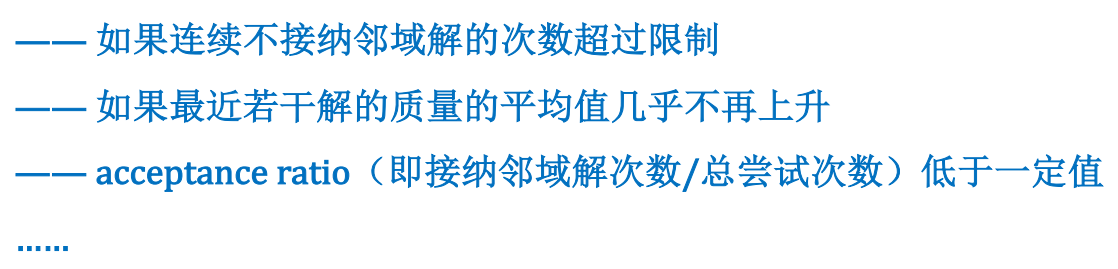 —— 如果连续不接纳邻域解的次数超过限制
—— 如果最近若干解的质量的平均值几乎不再上升
—— acceptance ratio（即接纳邻域解次数/总尝试次数）低于一定值
……